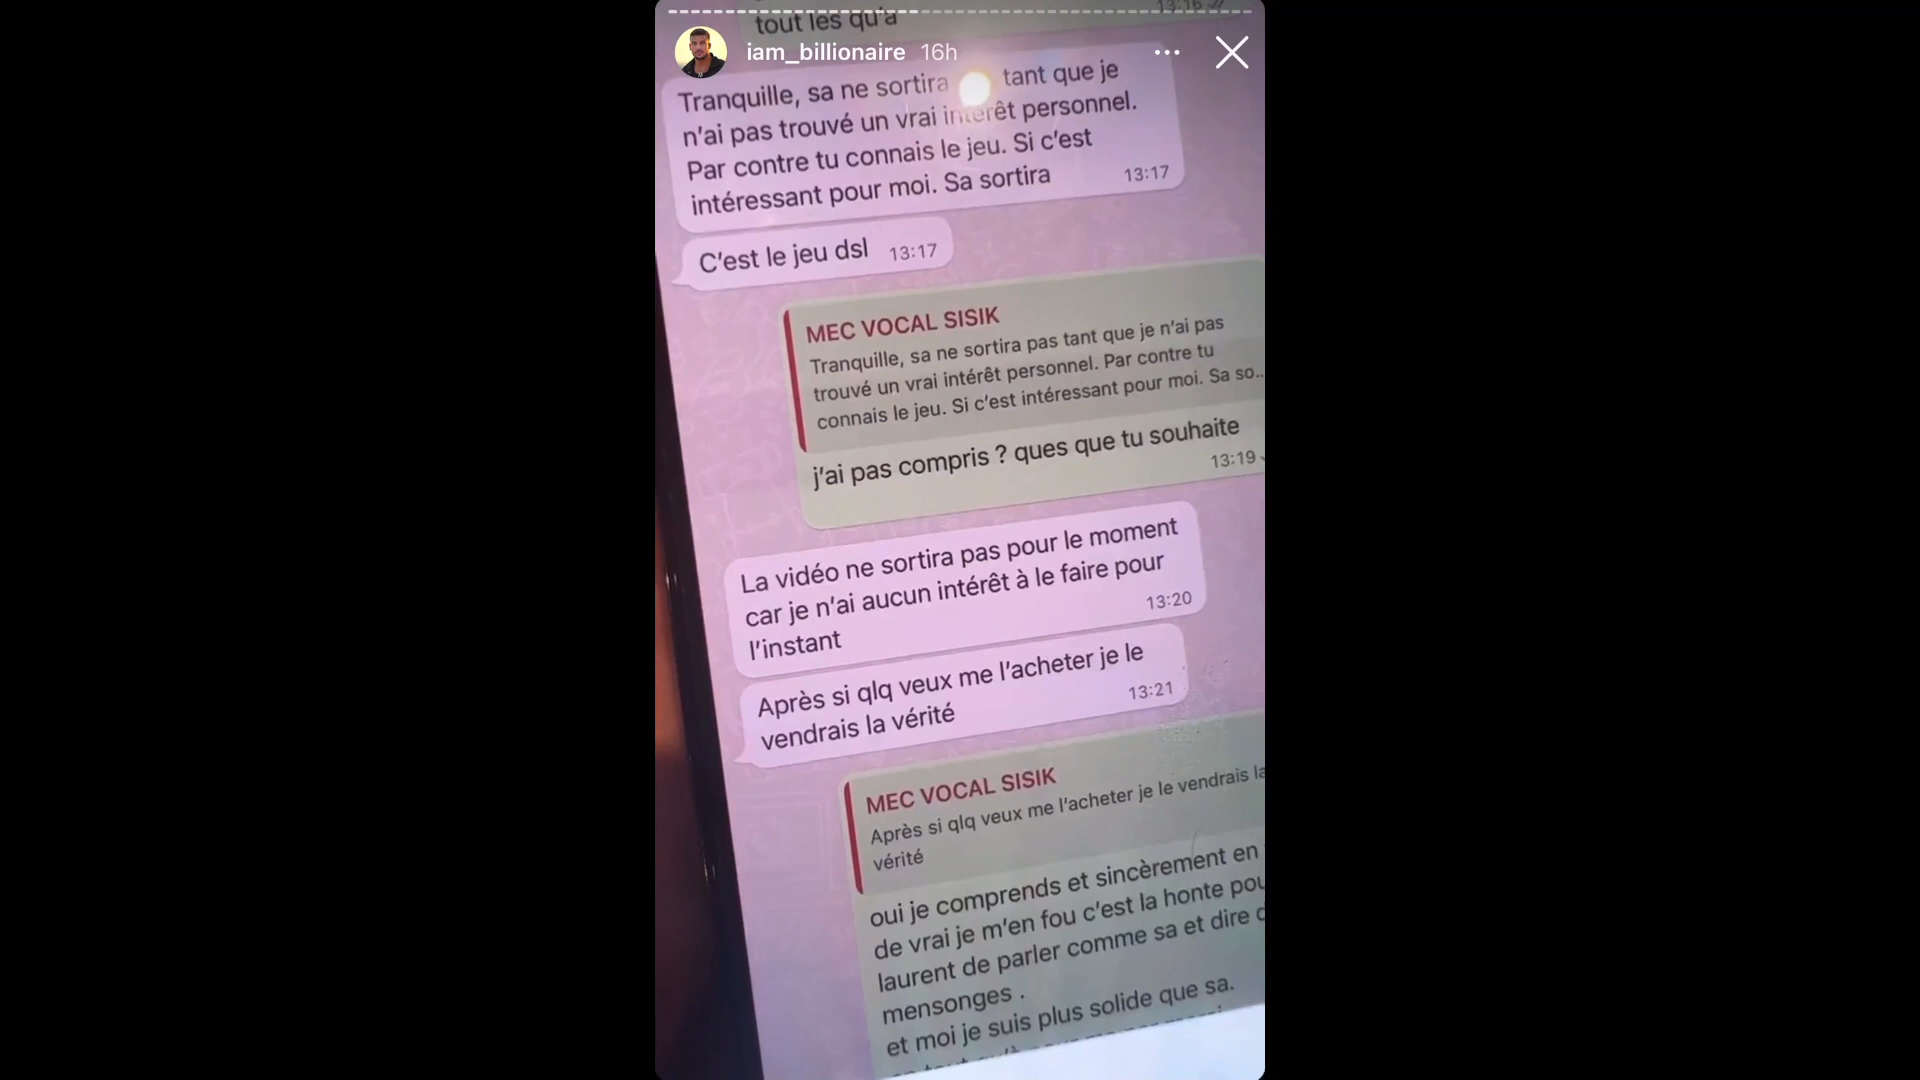 13:16
tout les qu'a
iam_billionaire 16h
Tranquille, sa ne sortira tant que je
n'ai pas trouvé un vrai intérêt personnel.
Par contre tu connais le jeu. Si c'est
intéressant pour moi. Sa sortira 13:17
C'est le jeu dsl 13:17
MEC VOCAL SISIK
Tranquille, sa ne sortira pas tant que je n'ai pas
trouvé un vrai intérêt personnel. Par contre tu
connais le jeu. Si c'est intéressant pour moi. Sa so...
j'ai pas compris ? ques que tu souhaite
13:19
La vidéo ne sortira pas pour le moment
car je n'ai aucun intérêt à le faire pour
l'instant 13:20
Après si qlq veux me l'acheter je le
vendrais la vérité 13:21
MEC VOCAL SISIK
Après si qlq veux me l'acheter je le vendrais la
vérité
oui je comprends et sincèrement en
de vrai je m'en fou c'est la honte pou
laurent de parler comme sa et dire d
mensonges .
et moi je suis plus solide que sa.